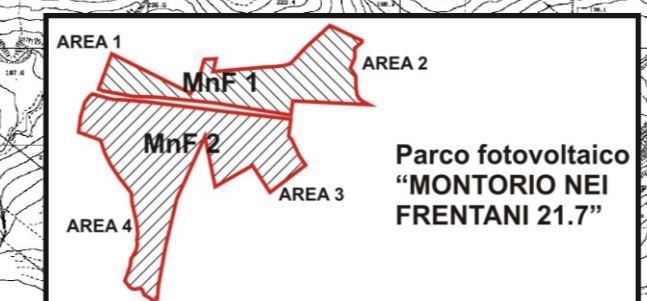 AREA 1
AREA 2
MnF 1
MnF 2
AREA 3
AREA 4
Parco fotovoltaico
“MONTORIO NEI
FRENTANI 21.7”